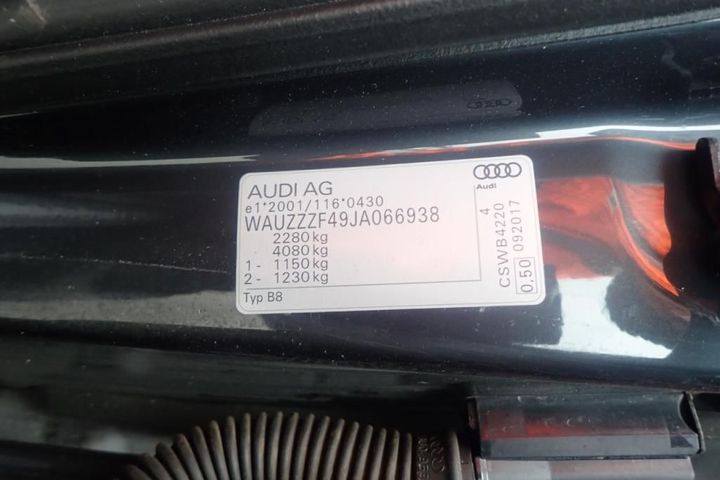 AUDI AG
e1*2001/116*0430
WAUZZZF49JA066938
2280kg
4080kg
1 - 1150kg
2 - 1230kg
Typ B8
Audi
4
CSWB4220
092017
0.50